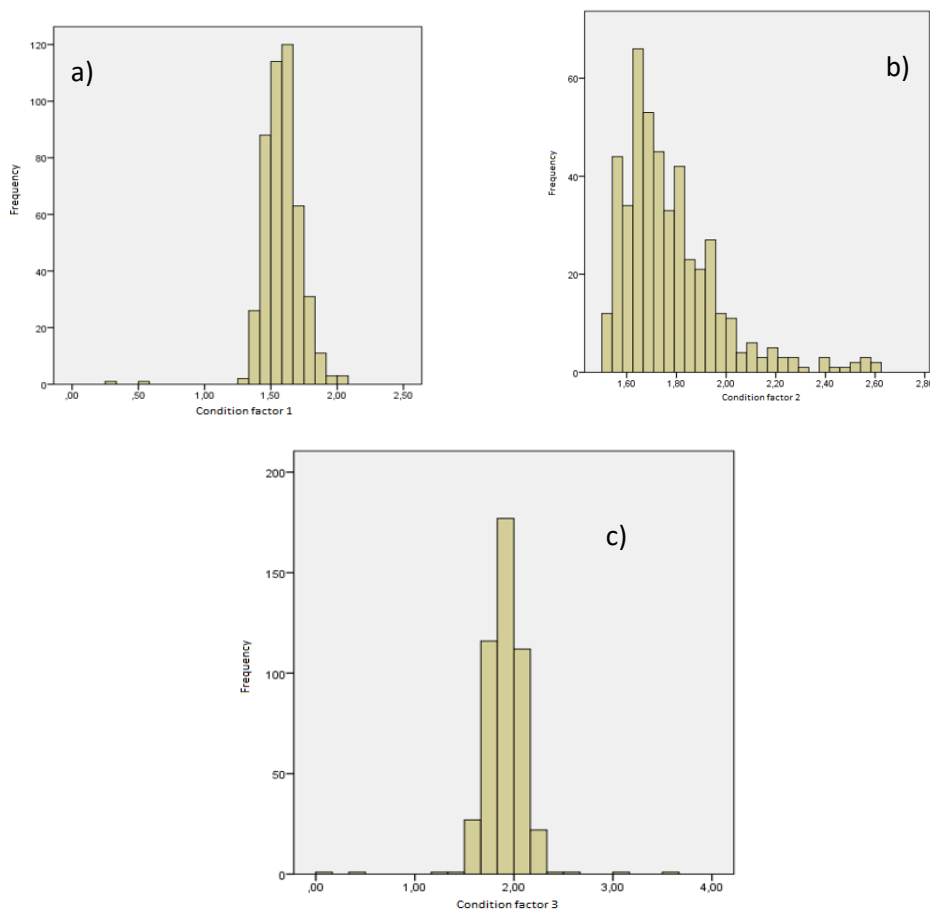 a)
120
100
80
60
40
20
0
Frequency
,00 ,50 1,00 1,50 2,00 2,50
Condition factor 1
b)
60
40
20
0
Frequency
1,60 1,80 2,00 2,20 2,40 2,60 2,8
Condition factor 2
c)
200
150
100
50
0
Frequency
,00 1,00 2,00 3,00 4,00
Condition factor 3